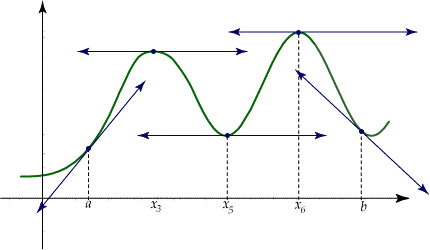 a x₃ x₅ x₆ b